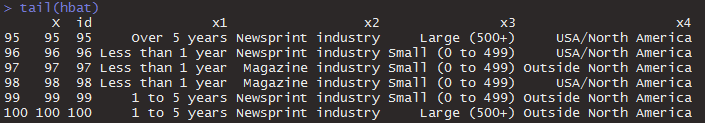 > tail(hbat)
X id x1 x2 x3 x4
95 95 95 Over 5 years Newsprint industry Large (500+) USA/North America
96 96 96 Less than 1 year Newsprint industry Small (0 to 499) USA/North America
97 97 97 Less than 1 year Magazine industry Small (0 to 499) Outside North America
98 98 98 Less than 1 year Magazine industry Small (0 to 499) USA/North America
99 99 99 1 to 5 years Newsprint industry Small (0 to 499) Outside North America
100 100 100 1 to 5 years Newsprint industry Large (500+) Outside North America